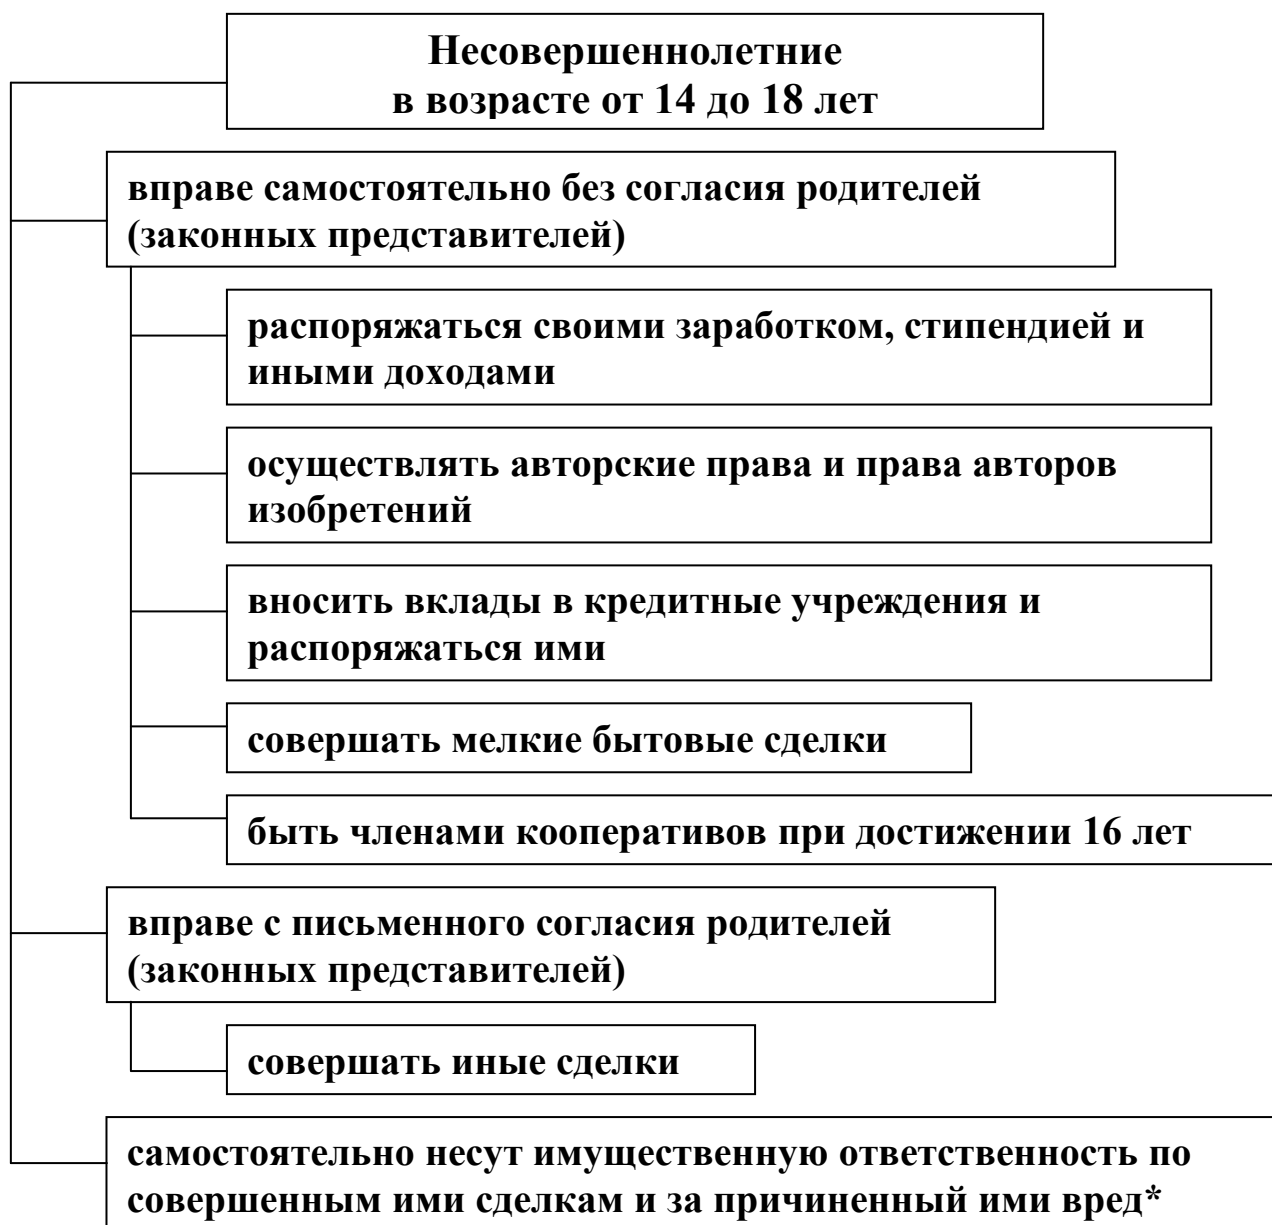 Несовершеннолетние
в возрасте от 14 до 18 лет
вправе самостоятельно без согласия родителей
(законных представителей)
распоряжаться своими заработком, стипендией и
иными доходами
осуществлять авторские права и права авторов
изобретений
вносить вклады в кредитные учреждения и
распоряжаться ими
совершать мелкие бытовые сделки
быть членами кооперативов при достижении 16 лет
вправе с письменного согласия родителей
(законных представителей)
совершать иные сделки
самостоятельно несут имущественную ответственность по
совершенным ими сделкам и за причиненный ими вред*